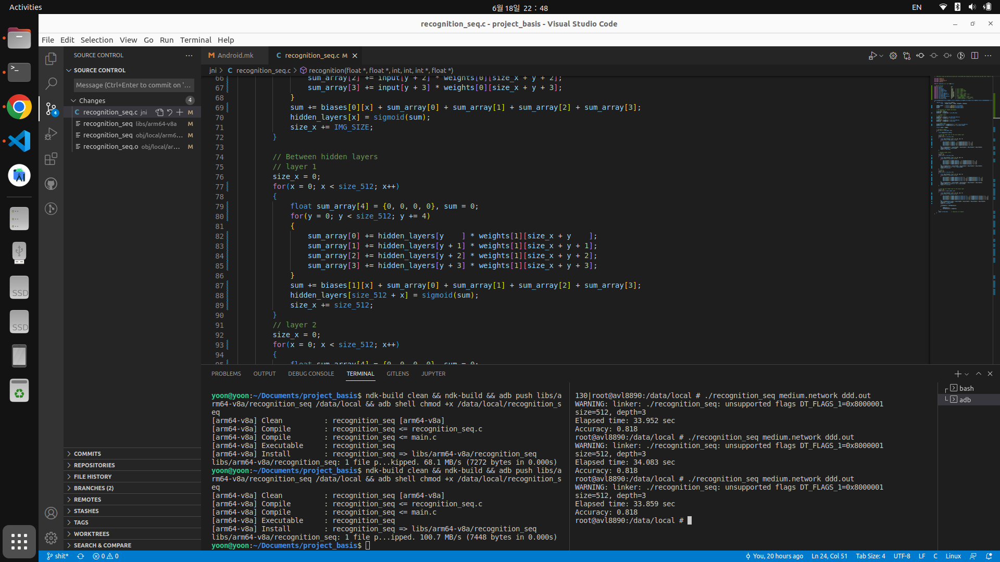 Activities
6월 18일 22 : 48
EN
recognition_seq.c - project_basis - Visual Studio Code
File Edit Selection View Go Run Terminal Help
SOURCE CONTROL
SOURCE CONTROL
Message (Ctrl+Enter to commit on '...
Changes 4
recognition_seq.c jni M
recognition_seq libs/arm64-v8a M
recognition_seq obj/local/arm6... M
recognition_seq.o obj/local/ar... M
4
COMMITS
REPOSITORIES
FILE HISTORY
BRANCHES (2)
REMOTES
STASHES
TAGS
WORKTREES
SEARCH & COMPARE
SSD
SSD
Android.mk
C recognition_seq.c M
jni > C recognition_seq.c > recognition(float *, float *, int, int, int *, float *)
66 sum_array[2] += input[y + 2] * weights[0][size_x + y + 2];
67 sum_array[3] += input[y + 3] * weights[0][size_x + y + 3];
68 }
69 sum += biases[0][x] + sum_array[0] + sum_array[1] + sum_array[2] + sum_array[3];
70 hidden_layers[x] = sigmoid(sum);
71 size_x += IMG_SIZE;
72 }
73
74 // Between hidden layers
75 // layer 1
76 size_x = 0;
77 for(x = 0; x < size_512; x++)
78 {
79 float sum_array[4] = {0, 0, 0, 0}, sum = 0;
80 for(y = 0; y < size_512; y += 4)
81 {
82 sum_array[0] += hidden_layers[y    ] * weights[1][size_x + y    ];
83 sum_array[1] += hidden_layers[y + 1] * weights[1][size_x + y + 1];
84 sum_array[2] += hidden_layers[y + 2] * weights[1][size_x + y + 2];
85 sum_array[3] += hidden_layers[y + 3] * weights[1][size_x + y + 3];
86 }
87 sum += biases[1][x] + sum_array[0] + sum_array[1] + sum_array[2] + sum_array[3];
88 hidden_layers[size_512 + x] = sigmoid(sum);
89 size_x += size_512;
90 }
91 // layer 2
92 size_x = 0;
93 for(x = 0; x < size_512; x++)
94 {
95 float sum_array[4] = {0, 0, 0, 0}, sum = 0;
PROBLEMS OUTPUT DEBUG CONSOLE TERMINAL GITLENS JUPYTER
yoon@yoon:~/Documents/project_basis$ ndk-build clean && ndk-build && adb push libs/a
rm64-v8a/recognition_seq /data/local && adb shell chmod +x /data/local/recognition_s
eq
[arm64-v8a] Clean          : recognition_seq [arm64-v8a]
[arm64-v8a] Compile        : recognition_seq <= recognition_seq.c
[arm64-v8a] Compile        : recognition_seq <= main.c
[arm64-v8a] Executable     : recognition_seq
[arm64-v8a] Install        : recognition_seq => libs/arm64-v8a/recognition_seq
libs/arm64-v8a/recognition_seq: 1 file p...kipped. 68.1 MB/s (7272 bytes in 0.000s)
yoon@yoon:~/Documents/project_basis$ ndk-build clean && ndk-build && adb push libs/a
rm64-v8a/recognition_seq /data/local && adb shell chmod +x /data/local/recognition_s
eq
[arm64-v8a] Clean          : recognition_seq [arm64-v8a]
[arm64-v8a] Compile        : recognition_seq <= recognition_seq.c
[arm64-v8a] Compile        : recognition_seq <= main.c
[arm64-v8a] Executable     : recognition_seq
[arm64-v8a] Install        : recognition_seq => libs/arm64-v8a/recognition_seq
libs/arm64-v8a/recognition_seq: 1 file p...ipped. 100.7 MB/s (7448 bytes in 0.000s)
yoon@yoon:~/Documents/project_basis$
130|root@avl8890:/data/local # ./recognition_seq medium.network ddd.out
WARNING: linker: ./recognition_seq: unsupported flags DT_FLAGS_1=0x8000001
size=512, depth=3
Elapsed time: 33.952 sec
Accuracy: 0.818
root@avl8890:/data/local # ./recognition_seq medium.network ddd.out
WARNING: linker: ./recognition_seq: unsupported flags DT_FLAGS_1=0x8000001
size=512, depth=3
Elapsed time: 34.083 sec
Accuracy: 0.818
root@avl8890:/data/local # ./recognition_seq medium.network ddd.out
WARNING: linker: ./recognition_seq: unsupported flags DT_FLAGS_1=0x8000001
size=512, depth=3
Elapsed time: 33.859 sec
Accuracy: 0.818
root@avl8890:/data/local #
bash
adb
shit* 0 0
You, 20 hours ago Ln 24, Col 51 Tab Size: 4 UTF-8 LF C Linux